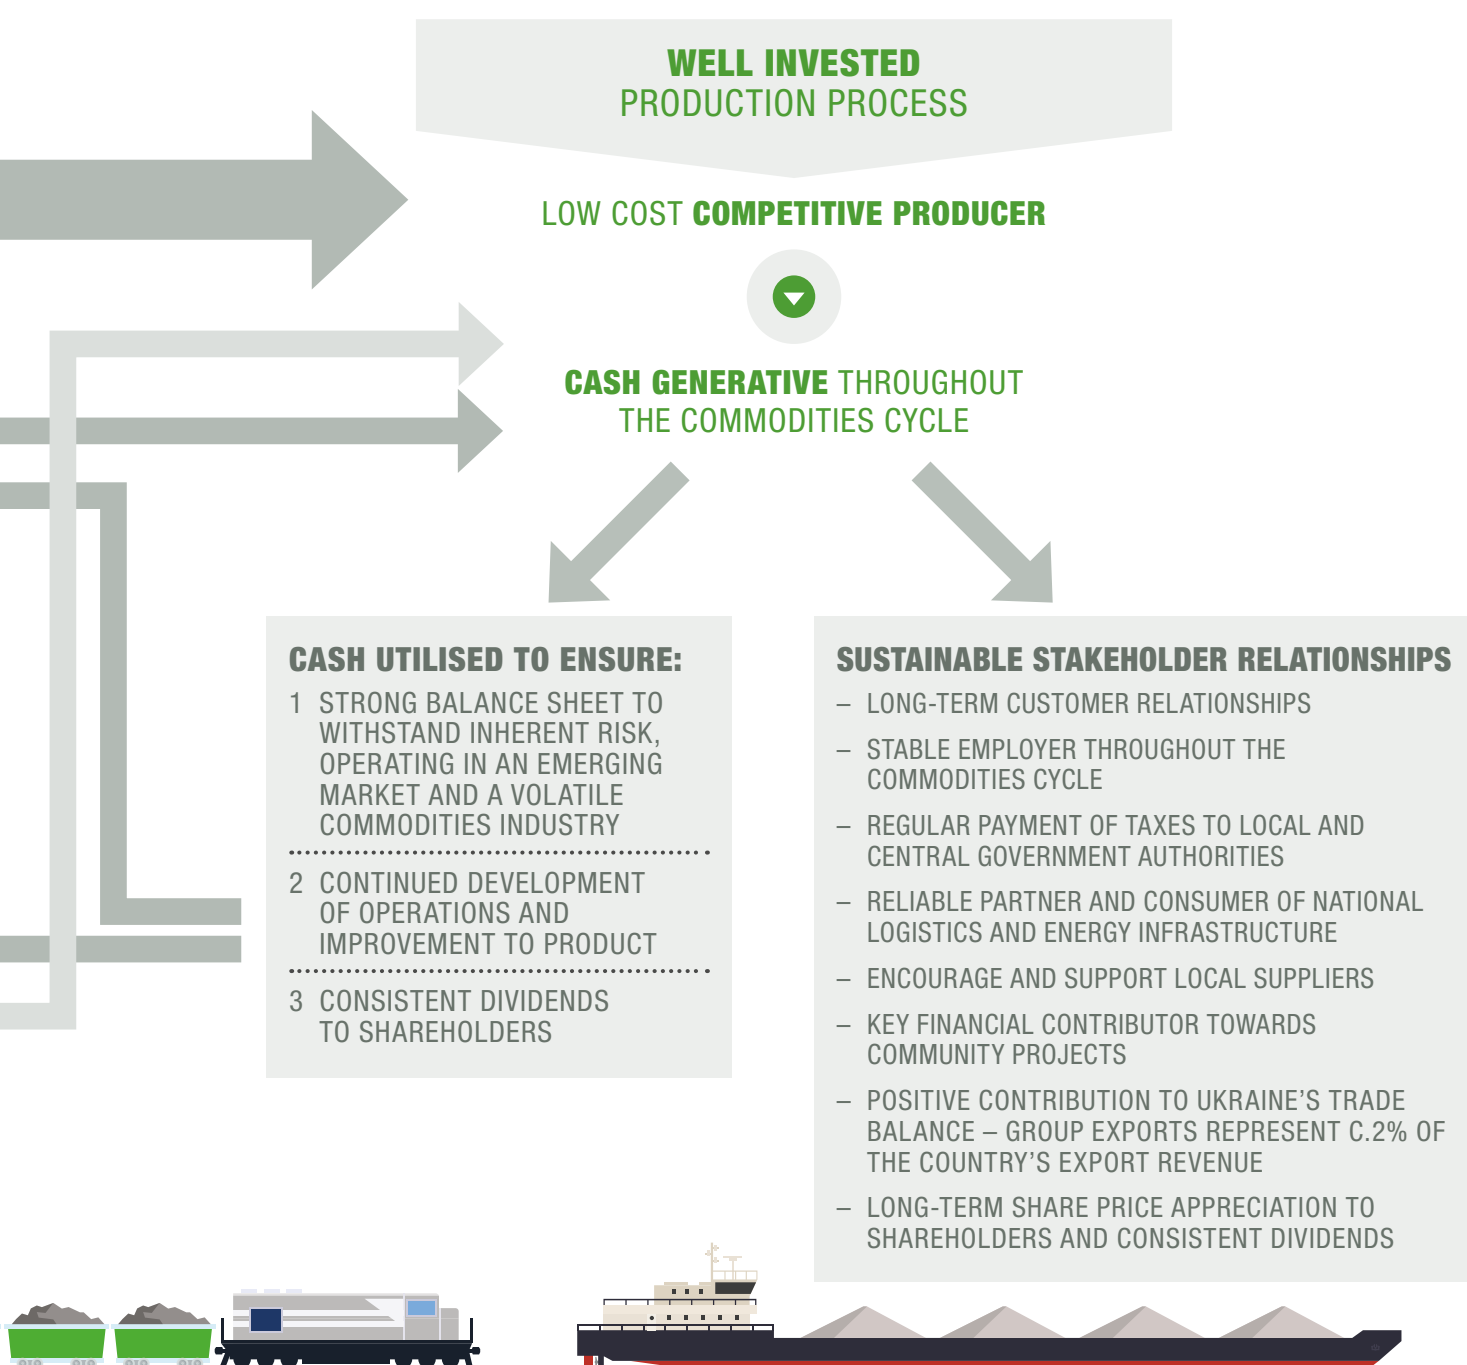 WELL INVESTED
PRODUCTION PROCESS
LOW COST COMPETITIVE PRODUCER
CASH GENERATIVE THROUGHOUT
THE COMMODITIES CYCLE
CASH UTILISED TO ENSURE:
1 STRONG BALANCE SHEET TO
WITHSTAND INHERENT RISK,
OPERATING IN AN EMERGING
MARKET AND A VOLATILE
COMMODITIES INDUSTRY
2 CONTINUED DEVELOPMENT
OF OPERATIONS AND
IMPROVEMENT TO PRODUCT
3 CONSISTENT DIVIDENDS
TO SHAREHOLDERS
SUSTAINABLE STAKEHOLDER RELATIONSHIPS
– LONG-TERM CUSTOMER RELATIONSHIPS
– STABLE EMPLOYER THROUGHOUT THE
COMMODITIES CYCLE
– REGULAR PAYMENT OF TAXES TO LOCAL AND
CENTRAL GOVERNMENT AUTHORITIES
– RELIABLE PARTNER AND CONSUMER OF NATIONAL
LOGISTICS AND ENERGY INFRASTRUCTURE
– ENCOURAGE AND SUPPORT LOCAL SUPPLIERS
– KEY FINANCIAL CONTRIBUTOR TOWARDS
COMMUNITY PROJECTS
– POSITIVE CONTRIBUTION TO UKRAINE’S TRADE
BALANCE – GROUP EXPORTS REPRESENT C.2% OF
THE COUNTRY’S EXPORT REVENUE
– LONG-TERM SHARE PRICE APPRECIATION TO
SHAREHOLDERS AND CONSISTENT DIVIDENDS